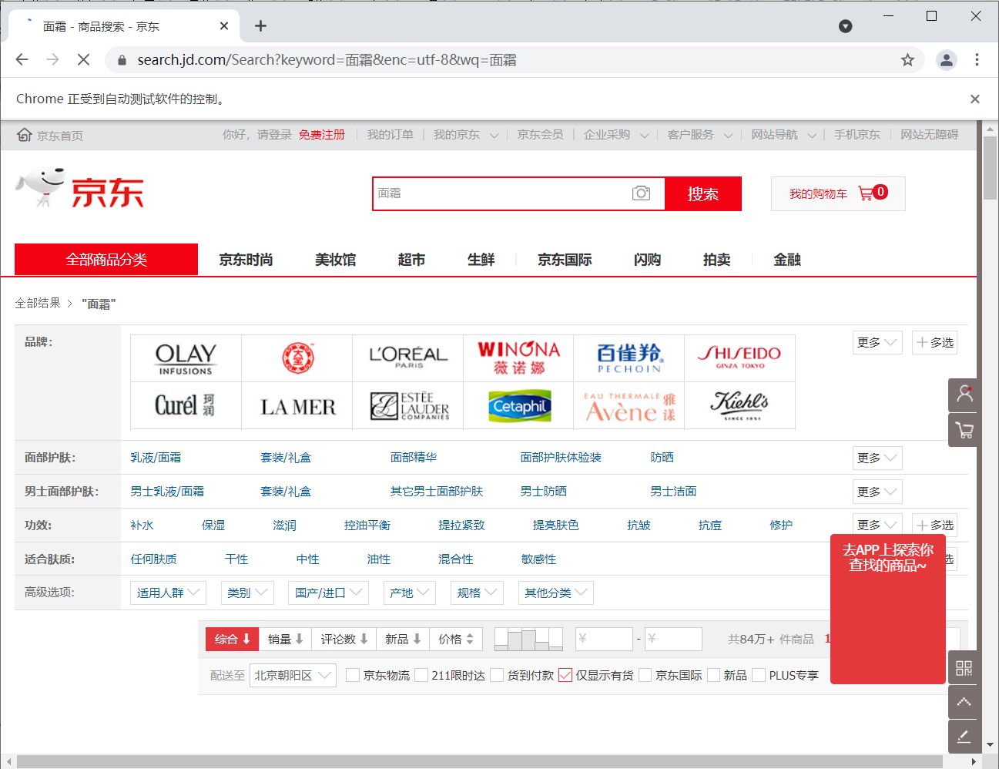 面霜 - 商品搜索 - 京东
search.jd.com/Search?keyword=面霜&enc=utf-8&wq=面霜
Chrome 正受到自动测试软件的控制。
京东首页 你好，请登录 免费注册 我的订单 我的京东 京东会员 企业采购 客户服务 网站导航 手机京东 网站无障碍
京东
面霜 搜索 我的购物车 0
全部商品分类 京东时尚 美妆馆 超市 生鲜 京东国际 闪购 拍卖 金融
全部结果 > "面霜"
品牌： 更多 多选
OLAY INFUSIONS
L'ORÉAL PARIS
WINONA 薇诺娜
百雀羚 PECHOIN
SHISEIDO GINZA TOKYO
Curél 珂润
LA MER
ESTĒE LAUDER COMPANIES
Cetaphil
EAU THERMALE Avène 雅漾
Kiehl's SINCE 1851
面部护肤： 乳液/面霜 套装/礼盒 面部精华 面部护肤体验装 防晒 更多
男士面部护肤： 男士乳液/面霜 套装/礼盒 其它男士面部护肤 男士防晒 男士洁面 更多
功效： 补水 保湿 滋润 控油平衡 提拉紧致 提亮肤色 抗皱 抗痘 修护 更多 多选
适合肤质： 任何肤质 干性 中性 油性 混合性 敏感性 选
高级选项： 适用人群 类别 国产/进口 产地 规格 其他分类
去APP上探索你
查找的商品~
综合 销量 评论数 新品 价格 ¥ - ¥ 共84万+ 件商品 1
配送至 北京朝阳区 京东物流 211限时达 货到付款 仅显示有货 京东国际 新品 PLUS专享